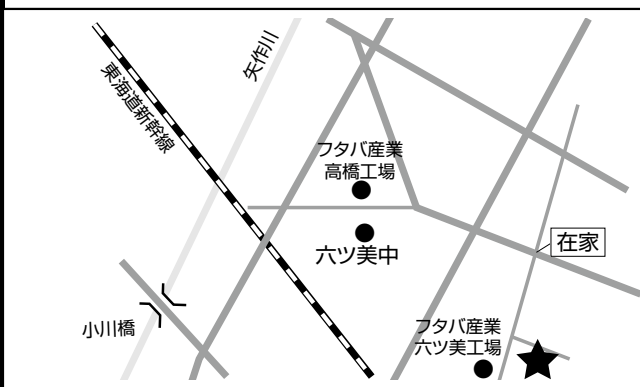 矢作川
東海道新幹線
フタバ産業
高橋工場
六ツ美中
在家
小川橋
フタバ産業
六ツ美工場